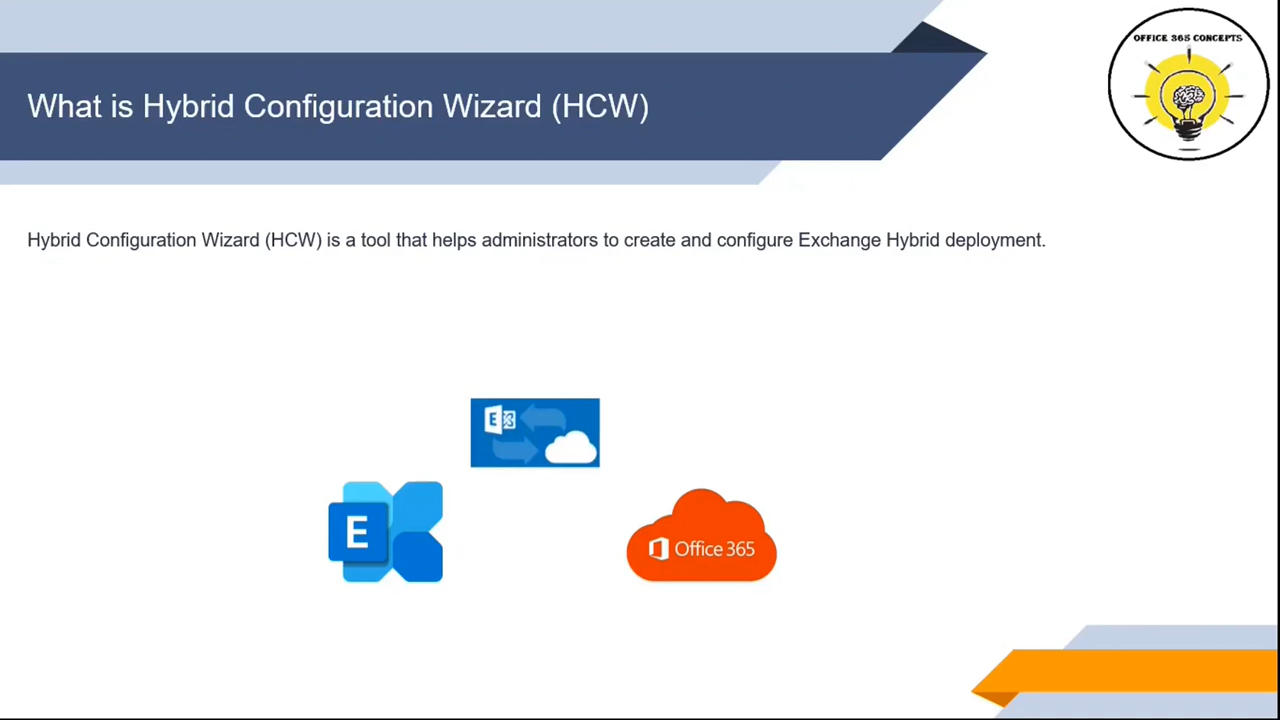 OFFICE 365 CONCEPTS
What is Hybrid Configuration Wizard (HCW)
Hybrid Configuration Wizard (HCW) is a tool that helps administrators to create and configure Exchange Hybrid deployment.
E
E
Office 365